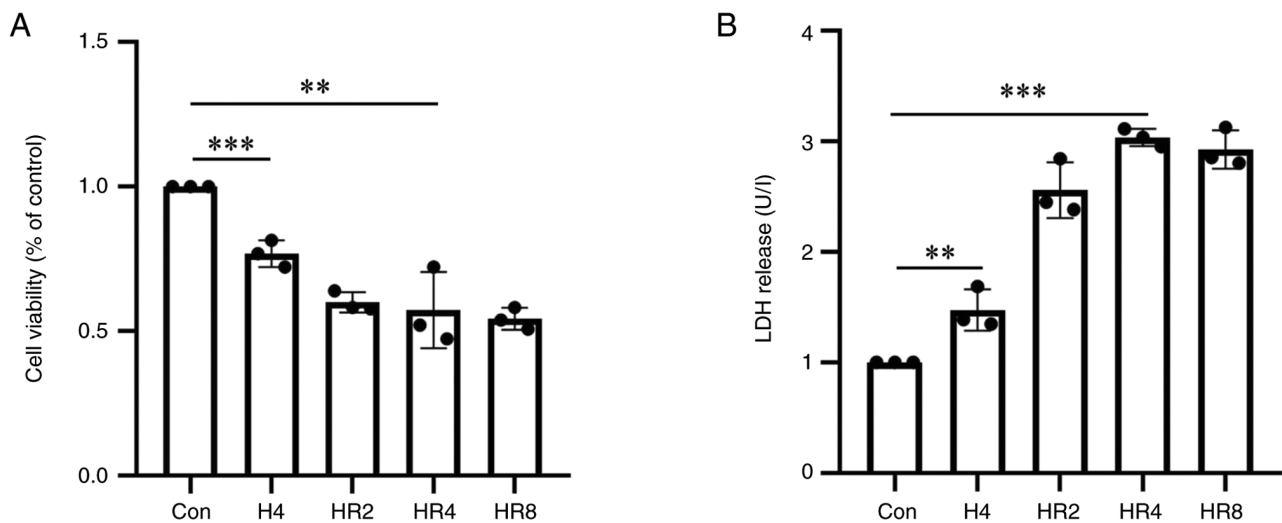 A
Cell viability (% of control)
1.5
1.0
0.5
0.0
**
***
Con H4 HR2 HR4 HR8
B
LDH release (U/l)
4
3
2
1
0
***
**
Con H4 HR2 HR4 HR8